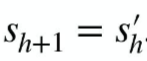 s_{h+1} = s'_h.